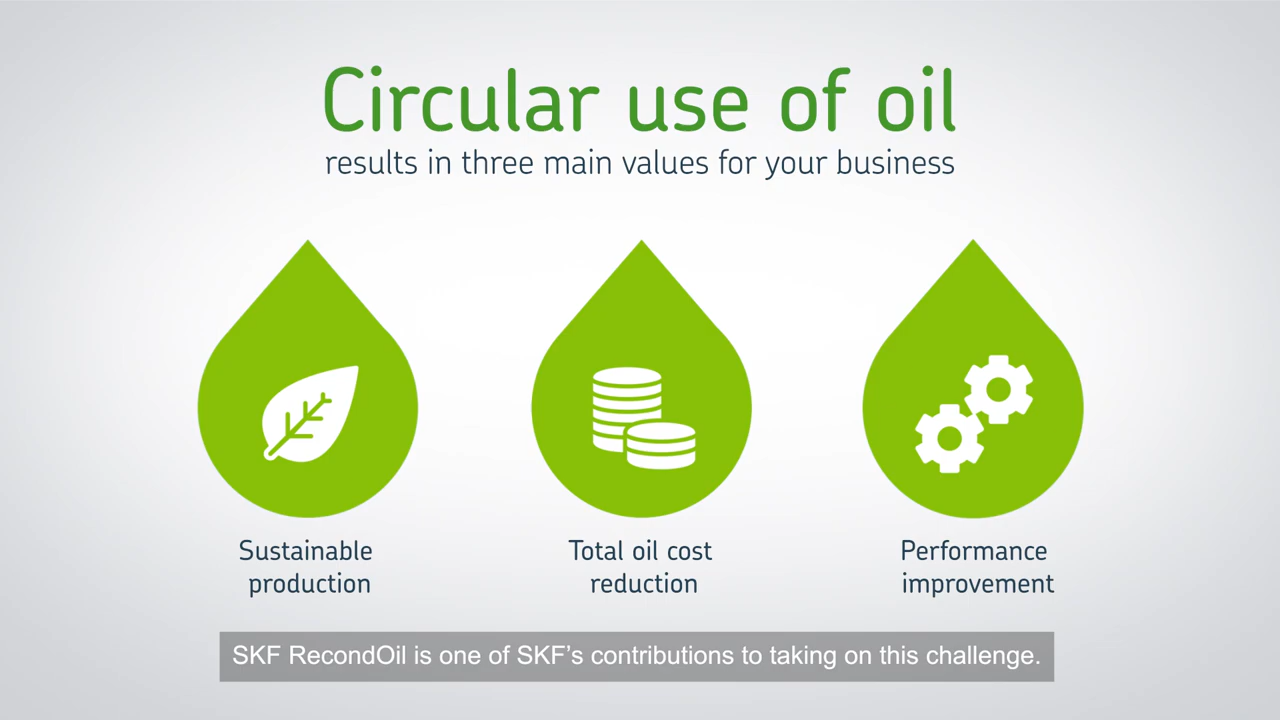 Circular use of oil
results in three main values for your business
Sustainable
production
Total oil cost
reduction
Performance
improvement
SKF RecondOil is one of SKF’s contributions to taking on this challenge.